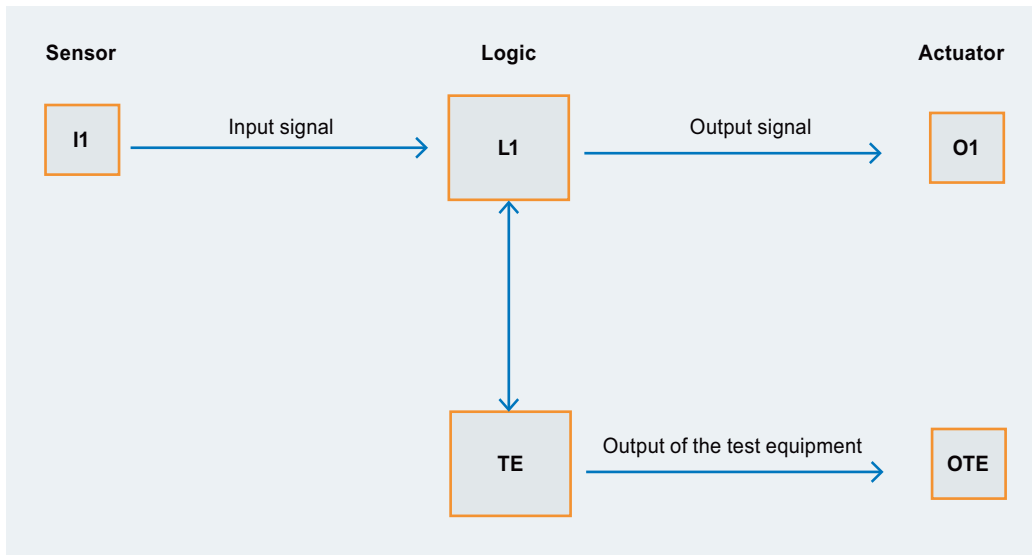 Sensor
Logic
Actuator
I1
Input signal
L1
Output signal
O1
TE
Output of the test equipment
OTE